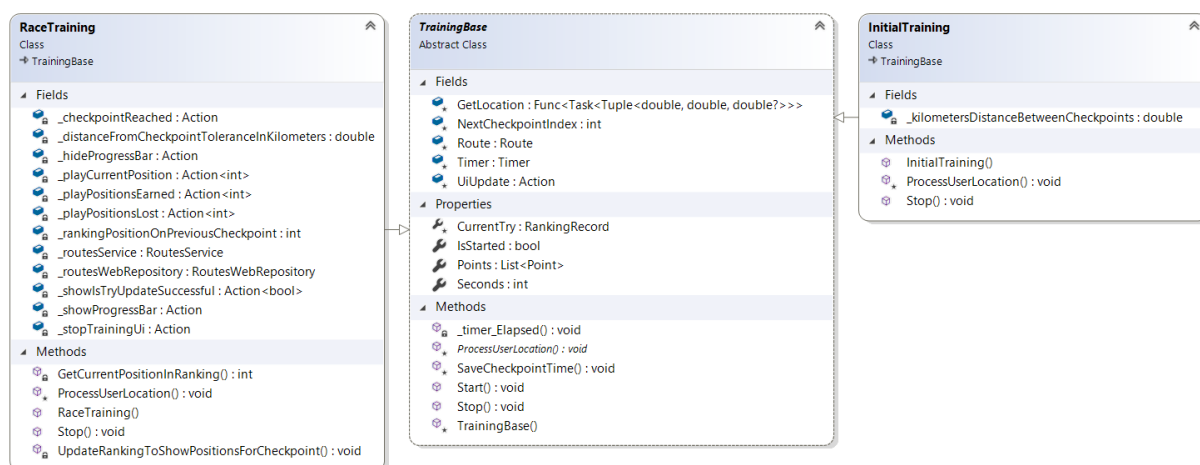 RaceTraining
Class
TrainingBase
Fields
_checkpointReached : Action
_distanceFromCheckpointToleranceInKilometers : double
_hideProgressBar : Action
_playCurrentPosition : Action<int>
_playPositionsEarned : Action<int>
_playPositionsLost : Action<int>
_rankingPositionOnPreviousCheckpoint : int
_routesService : RoutesService
_routesWebRepository : RoutesWebRepository
_showIsTryUpdateSuccessful : Action<bool>
_showProgressBar : Action
_stopTrainingUi : Action
Methods
GetCurrentPositionInRanking() : int
ProcessUserLocation() : void
RaceTraining()
Stop() : void
UpdateRankingToShowPositionsForCheckpoint() : void
TrainingBase
Abstract Class
Fields
GetLocation : Func<Task<Tuple<double, double, double?>>>
NextCheckpointIndex : int
Route : Route
Timer : Timer
UiUpdate : Action
Properties
CurrentTry : RankingRecord
IsStarted : bool
Points : List<Point>
Seconds : int
Methods
_timer_Elapsed() : void
ProcessUserLocation() : void
SaveCheckpointTime() : void
Start() : void
Stop() : void
TrainingBase()
InitialTraining
Class
TrainingBase
Fields
_kilometersDistanceBetweenCheckpoints : double
Methods
InitialTraining()
ProcessUserLocation() : void
Stop() : void